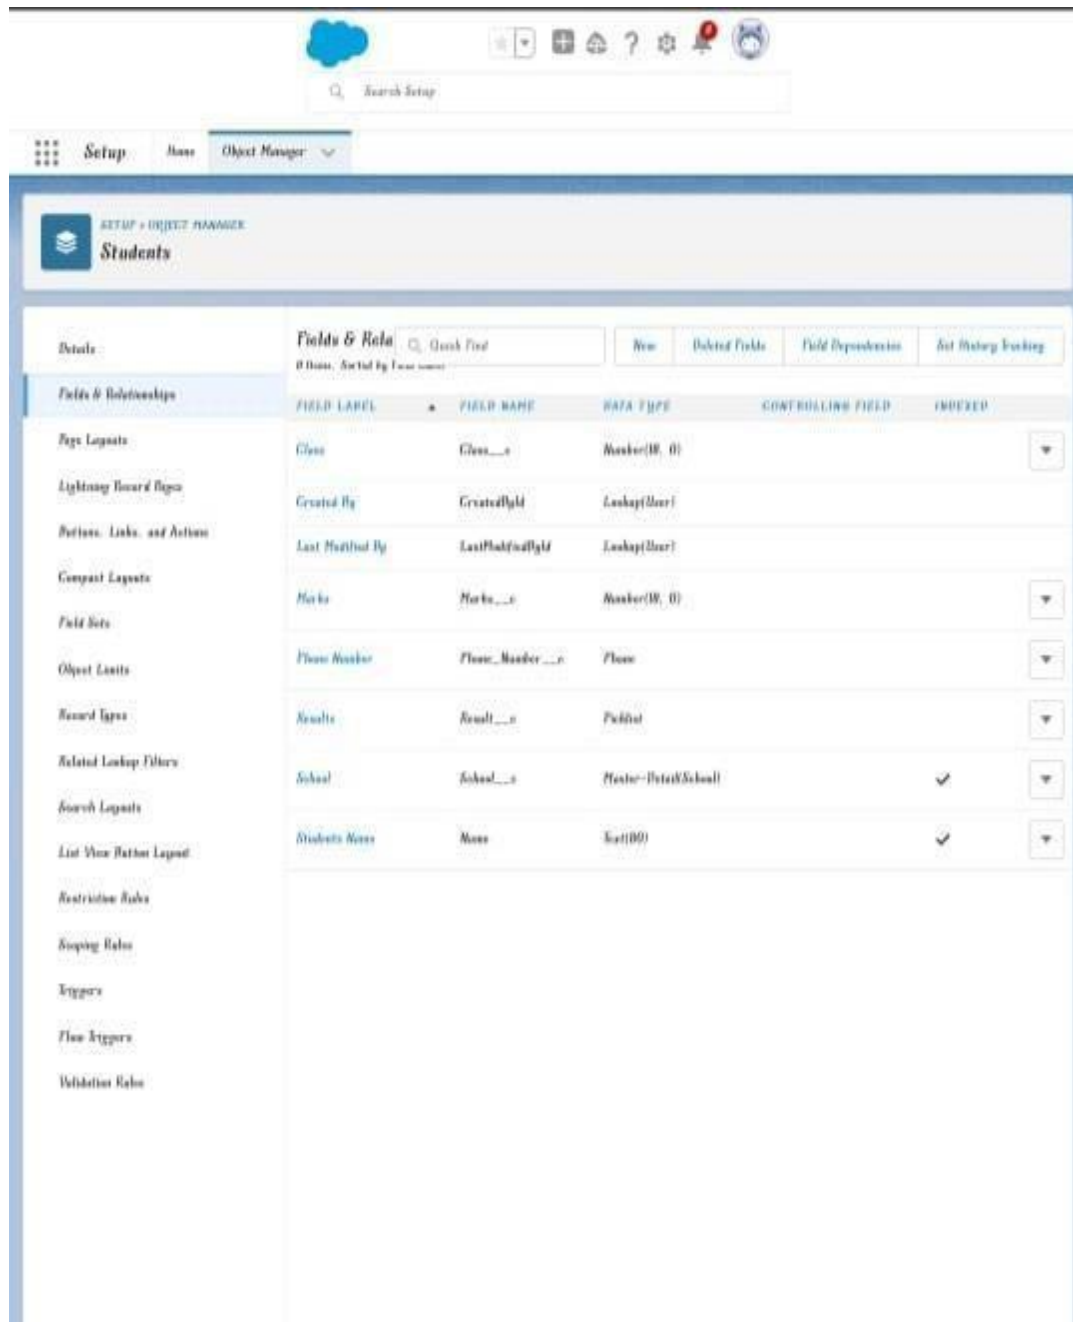 Search Setup
Setup Home Object Manager
SETUP > OBJECT MANAGER
Students
Details
Fields & Relationships
Page Layouts
Lightning Record Pages
Buttons, Links, and Actions
Compact Layouts
Field Sets
Object Limits
Record Types
Related Lookup Filters
Search Layouts
List View Button Layout
Restriction Rules
Scoping Rules
Triggers
Flow Triggers
Validation Rules
Fields & Rela
Quick Find
New Deleted Fields Field Dependencies Set History Tracking
Items, Sorted by
FIELD LABEL FIELD NAME DATA TYPE CONTROLLING FIELD INDEXED
Class Class__c
Created By CreatedById Lookup(User)
Last Modified By LastModifiedById Lookup(User)
Marks Marks__c
Phone Number Phone_Number__c Phone
Results Result__c Picklist
School School__c Master-Detail(School)
Students Name Name Text(80)